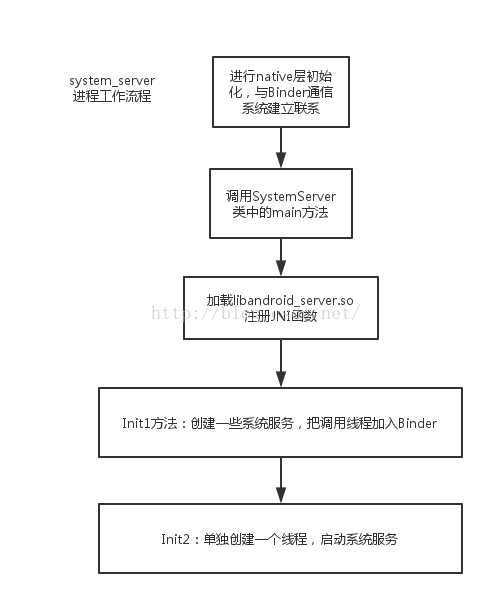 system_server
进程工作流程
进行native层初始
化，与Binder通信
系统建立联系
调用SystemServer
类中的main方法
加载libandroid_server.so
注册JNI函数
Init1方法：创建一些系统服务，把调用线程加入Binder
Init2：单独创建一个线程，启动系统服务